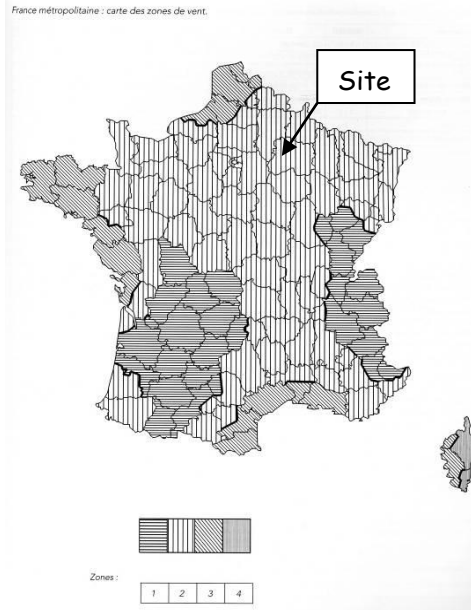 France métropolitaine : carte des zones de vent.
Site
Zones :
1 2 3 4